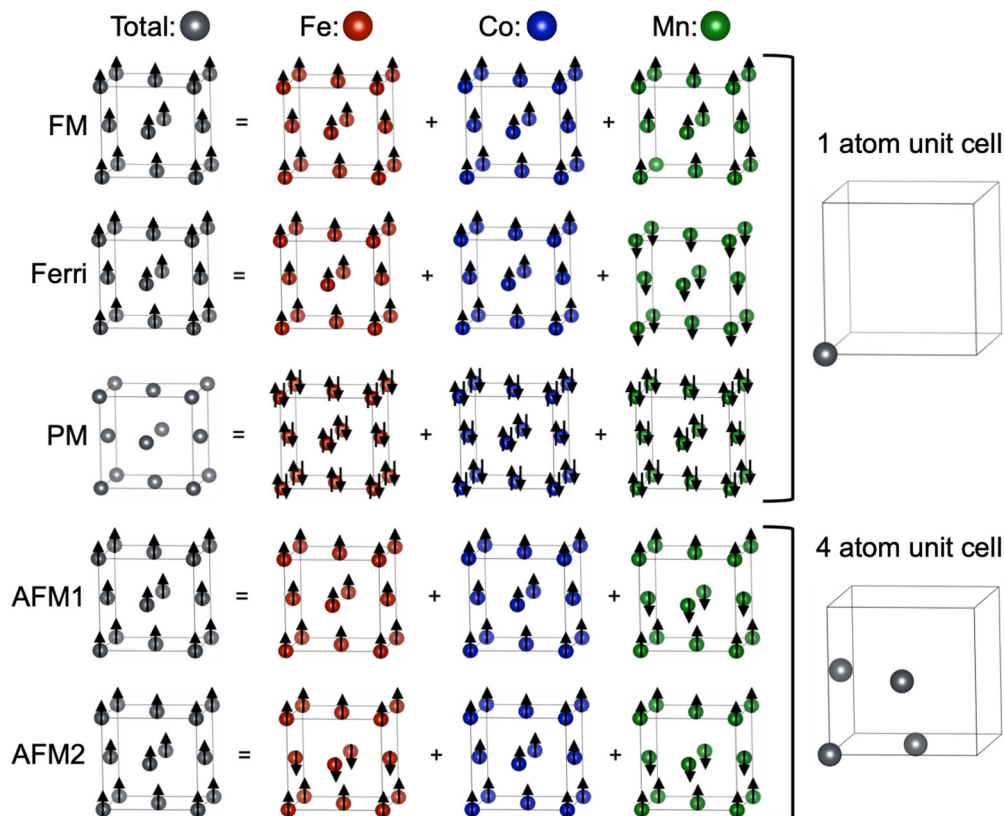 Total: Fe: Co: Mn:
FM = + +
1 atom unit cell
Ferri = + +
PM = + +
4 atom unit cell
AFM1 = + +
AFM2 = + +